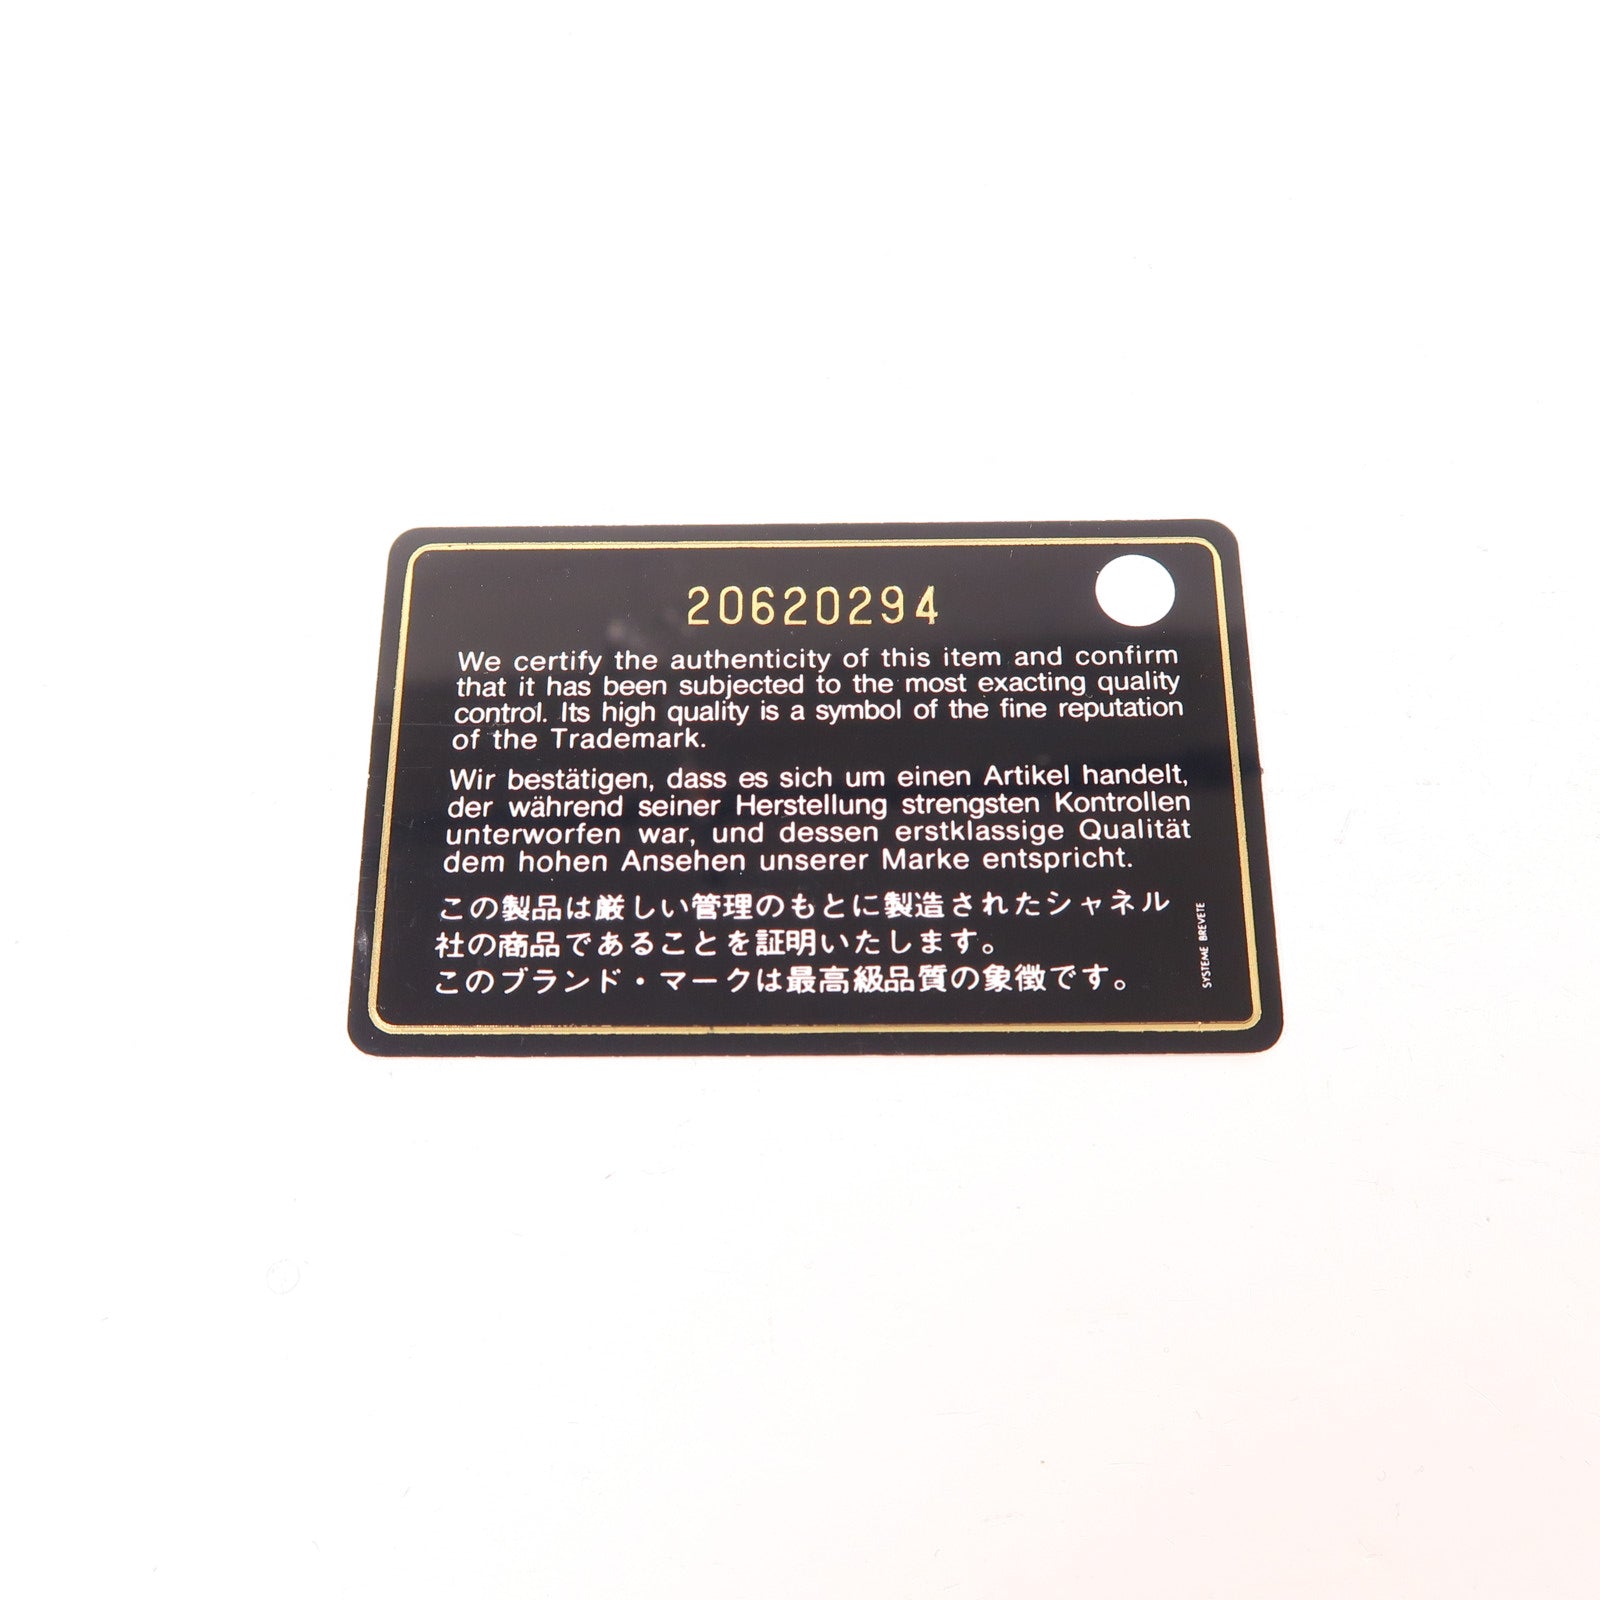 20620294
We certify the authenticity of this item and confirm
that it has been subjected to the most exacting quality
control. Its high quality is a symbol of the fine reputation
of the Trademark.
Wir bestätigen, dass es sich um einen Artikel handelt,
der während seiner Herstellung strengsten Kontrollen
unterworfen war, und dessen erstklassige Qualität
dem hohen Ansehen unserer Marke entspricht.
この製品は厳しい管理のもとに製造されたシャネル
社の商品であることを証明いたします。
このブランド・マークは最高級品質の象徴です。
SYSTEME BREVETE